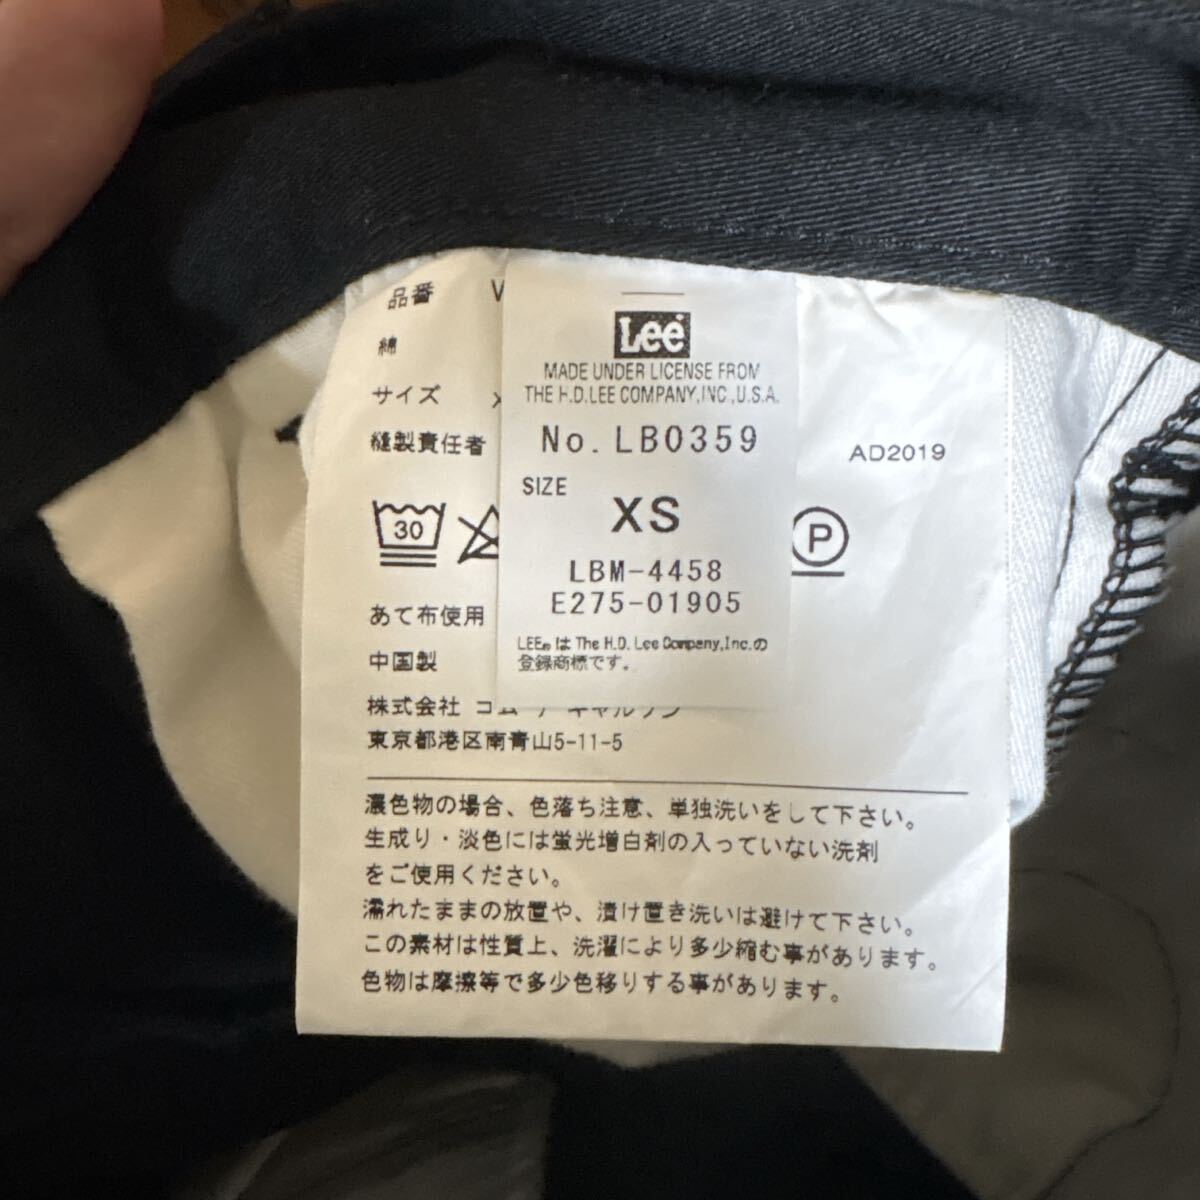 Lee
MADE UNDER LICENSE FROM
THE H.D.LEE COMPANY,INC.,U.S.A.
No. LB0359
SIZE
XS
LBM-4458
E275-01905
LEE® は The H.D. Lee Company,Inc.の
登録商標です。
品番
綿
サイズ
縫製責任者
AD2019
30
P
あて布使用
中国製
株式会社 コム デ ギャルソン
東京都港区南青山5-11-5
濃色物の場合、色落ち注意、単独洗いをして下さい。
生成り・淡色には蛍光増白剤の入っていない洗剤
をご使用ください。
濡れたままの放置や、漬け置き洗いは避けて下さい。
この素材は性質上、洗濯により多少縮む事があります。
色物は摩擦等で多少色移りする事があります。